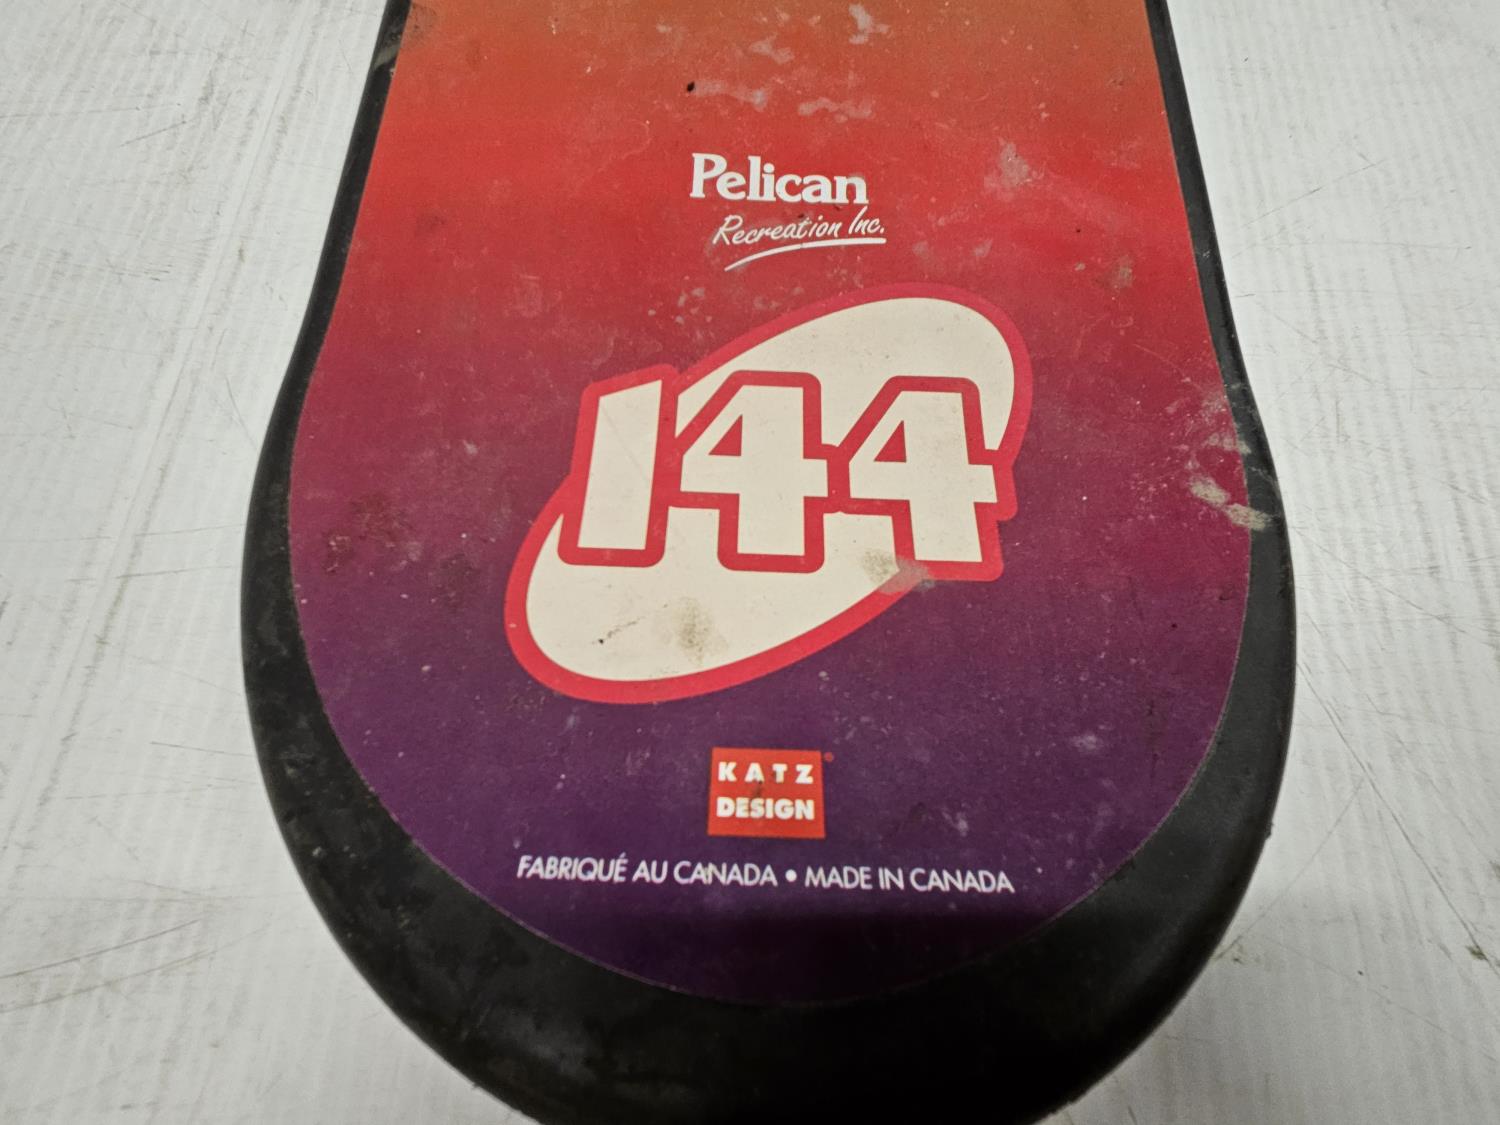 Pelican
Recreation Inc.
144
KATZ®
DESIGN
FABRIQUÉ AU CANADA • MADE IN CANADA